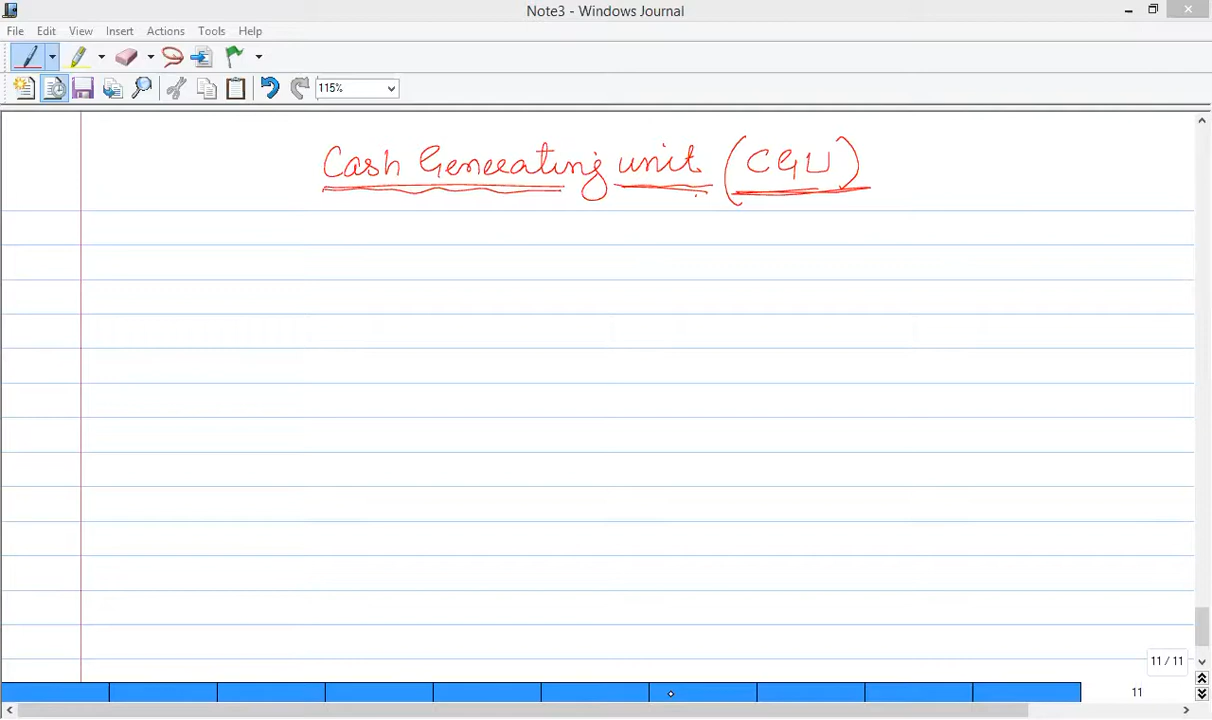 Note3 - Windows Journal
File Edit View Insert Actions Tools Help
115%
Cash Generating unit (CGU)
11 / 11
11